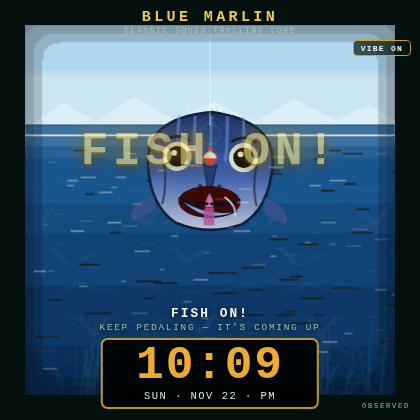 BLUE MARLIN
CLASSIC SQUID TROLLING LURE
VIBE ON
FISH ON!
FISH ON!
KEEP PEDALING — IT'S COMING UP
10:09
SUN · NOV 22 · PM
OBSERVED